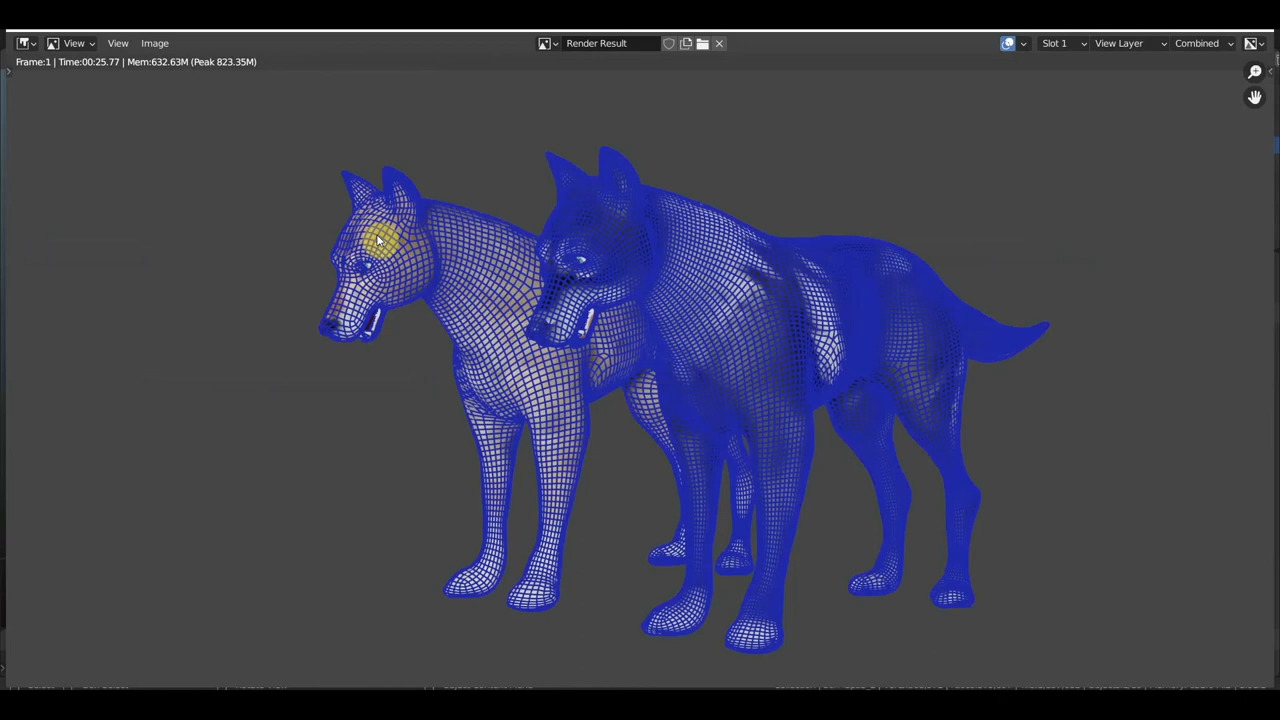 View View Image Render Result Slot 1 View Layer Combined
Frame:1 | Time:00:25.77 | Mem:632.63M (Peak 823.35M)